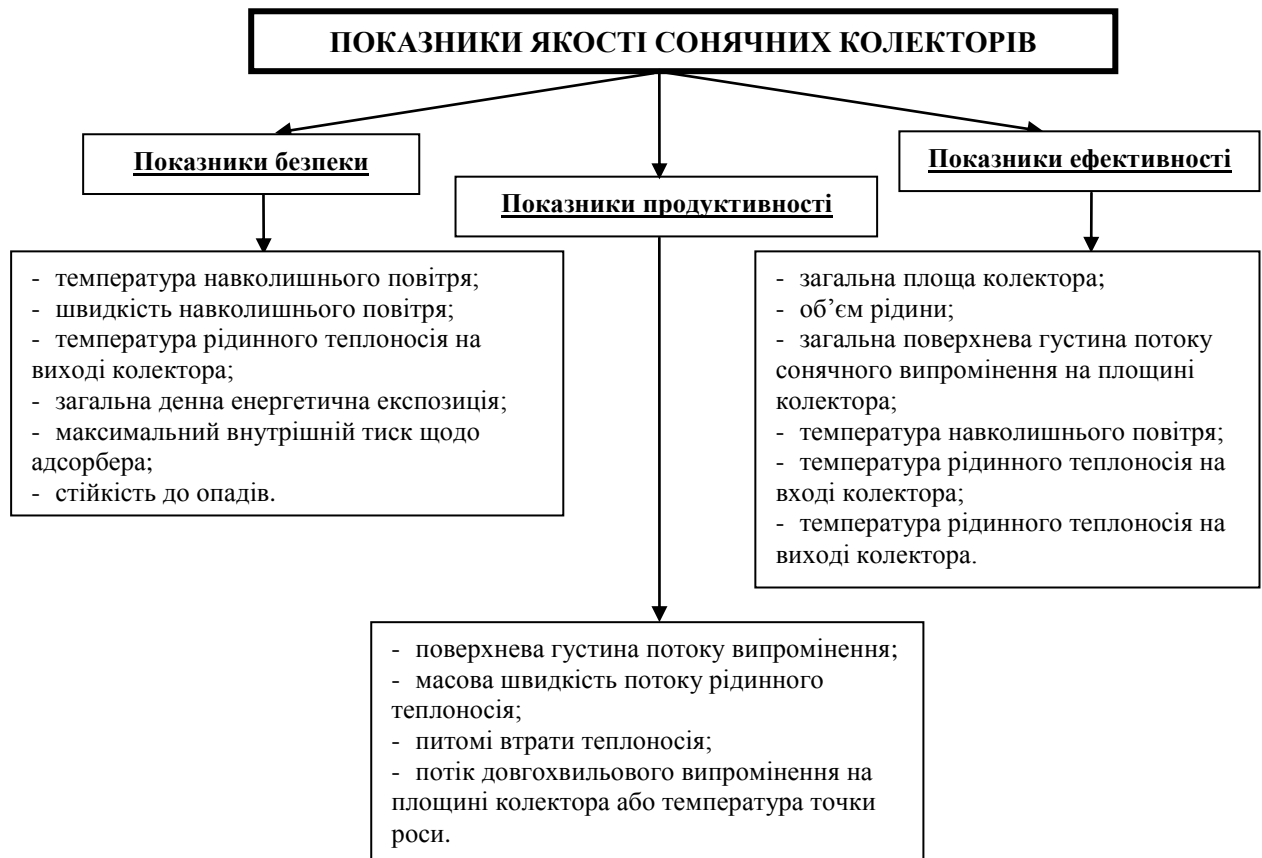 ПОКАЗНИКИ ЯКОСТІ СОНЯЧНИХ КОЛЕКТОРІВ
Показники безпеки
- температура навколишнього повітря;
- швидкість навколишнього повітря;
- температура рідинного теплоносія на
виході колектора;
- загальна денна енергетична експозиція;
- максимальний внутрішній тиск щодо
адсорбера;
- стійкість до опадів.
Показники продуктивності
- поверхнева густина потоку випромінення;
- масова швидкість потоку рідинного
теплоносія;
- питомі втрати теплоносія;
- потік довгохвильового випромінення на
площині колектора або температура точки
роси.
Показники ефективності
- загальна площа колектора;
- об’єм рідини;
- загальна поверхнева густина потоку
сонячного випромінення на площині
колектора;
- температура навколишнього повітря;
- температура рідинного теплоносія на
вході колектора;
- температура рідинного теплоносія на
виході колектора.